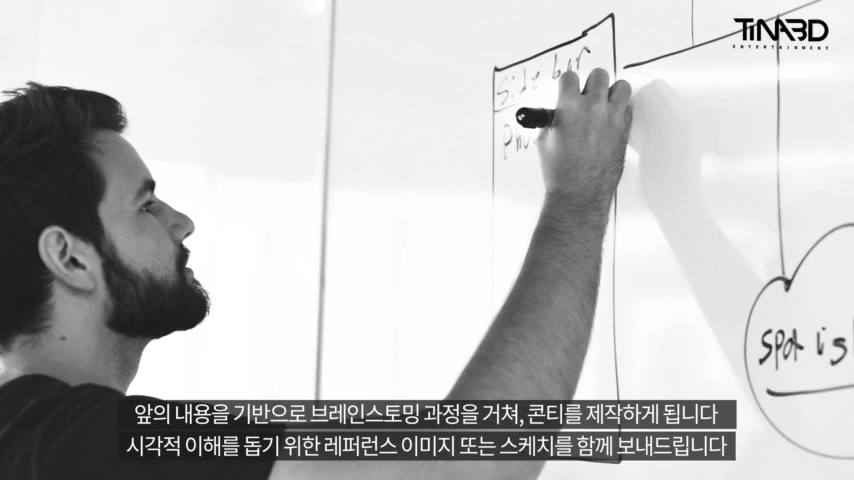 TiNA3D
ENTERTAINMENT
Side bar
spot is
앞의 내용을 기반으로 브레인스토밍 과정을 거쳐, 콘티를 제작하게 됩니다
시각적 이해를 돕기 위한 레퍼런스 이미지 또는 스케치를 함께 보내드립니다